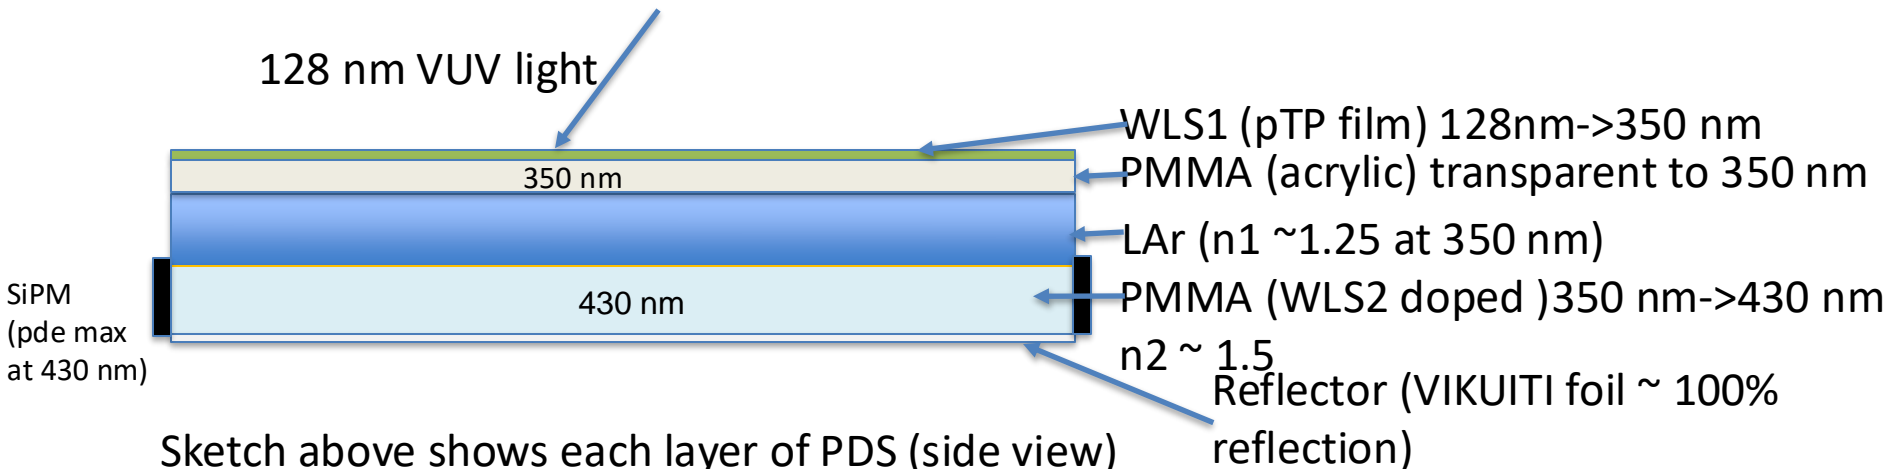 128 nm VUV light
WLS1 (pTP film) 128nm->350 nm
350 nm
PMMA (acrylic) transparent to 350 nm
LAr (n1 ~1.25 at 350 nm)
SiPM
(pde max
at 430 nm)
430 nm
PMMA (WLS2 doped )350 nm->430 nm
n2 ~ 1.5
Reflector (VIKUITI foil ~ 100%
reflection)
Sketch above shows each layer of PDS (side view)